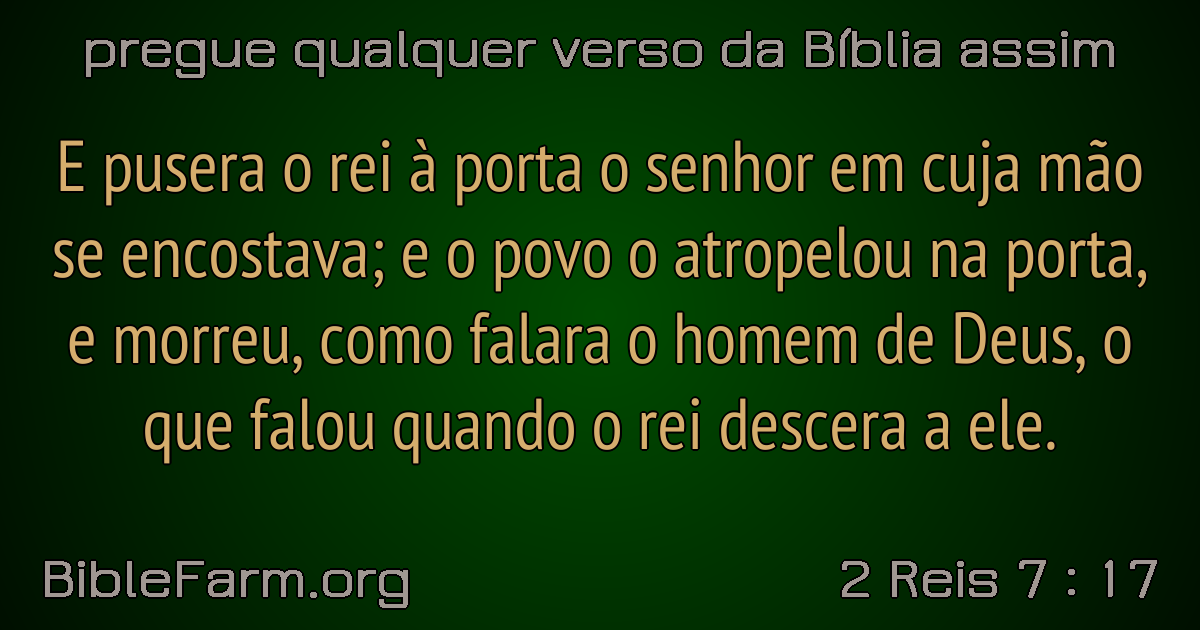 pregue qualquer verso da Bíblia assim
E pusera o rei à porta o senhor em cuja mão
se encostava; e o povo o atropelou na porta,
e morreu, como falara o homem de Deus, o
que falou quando o rei descera a ele.
BibleFarm.org
2 Reis 7 : 17